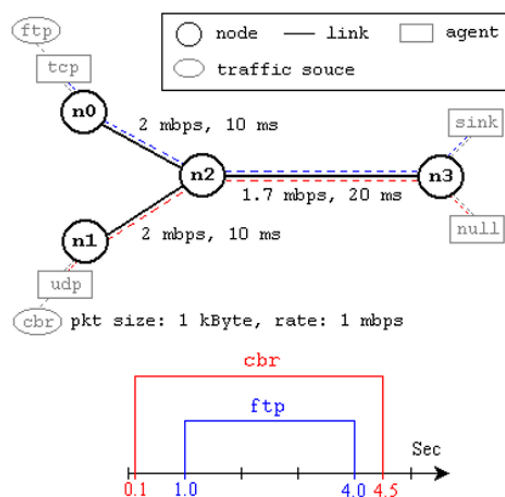 ftp
node link agent
tcp
traffic souce
n0
2 mbps, 10 ms
sink
n2
n3
1.7 mbps, 20 ms
n1
2 mbps, 10 ms
null
udp
cbr pkt size: 1 kByte, rate: 1 mbps
cbr
ftp
Sec
0.1 1.0 4.0 4.5